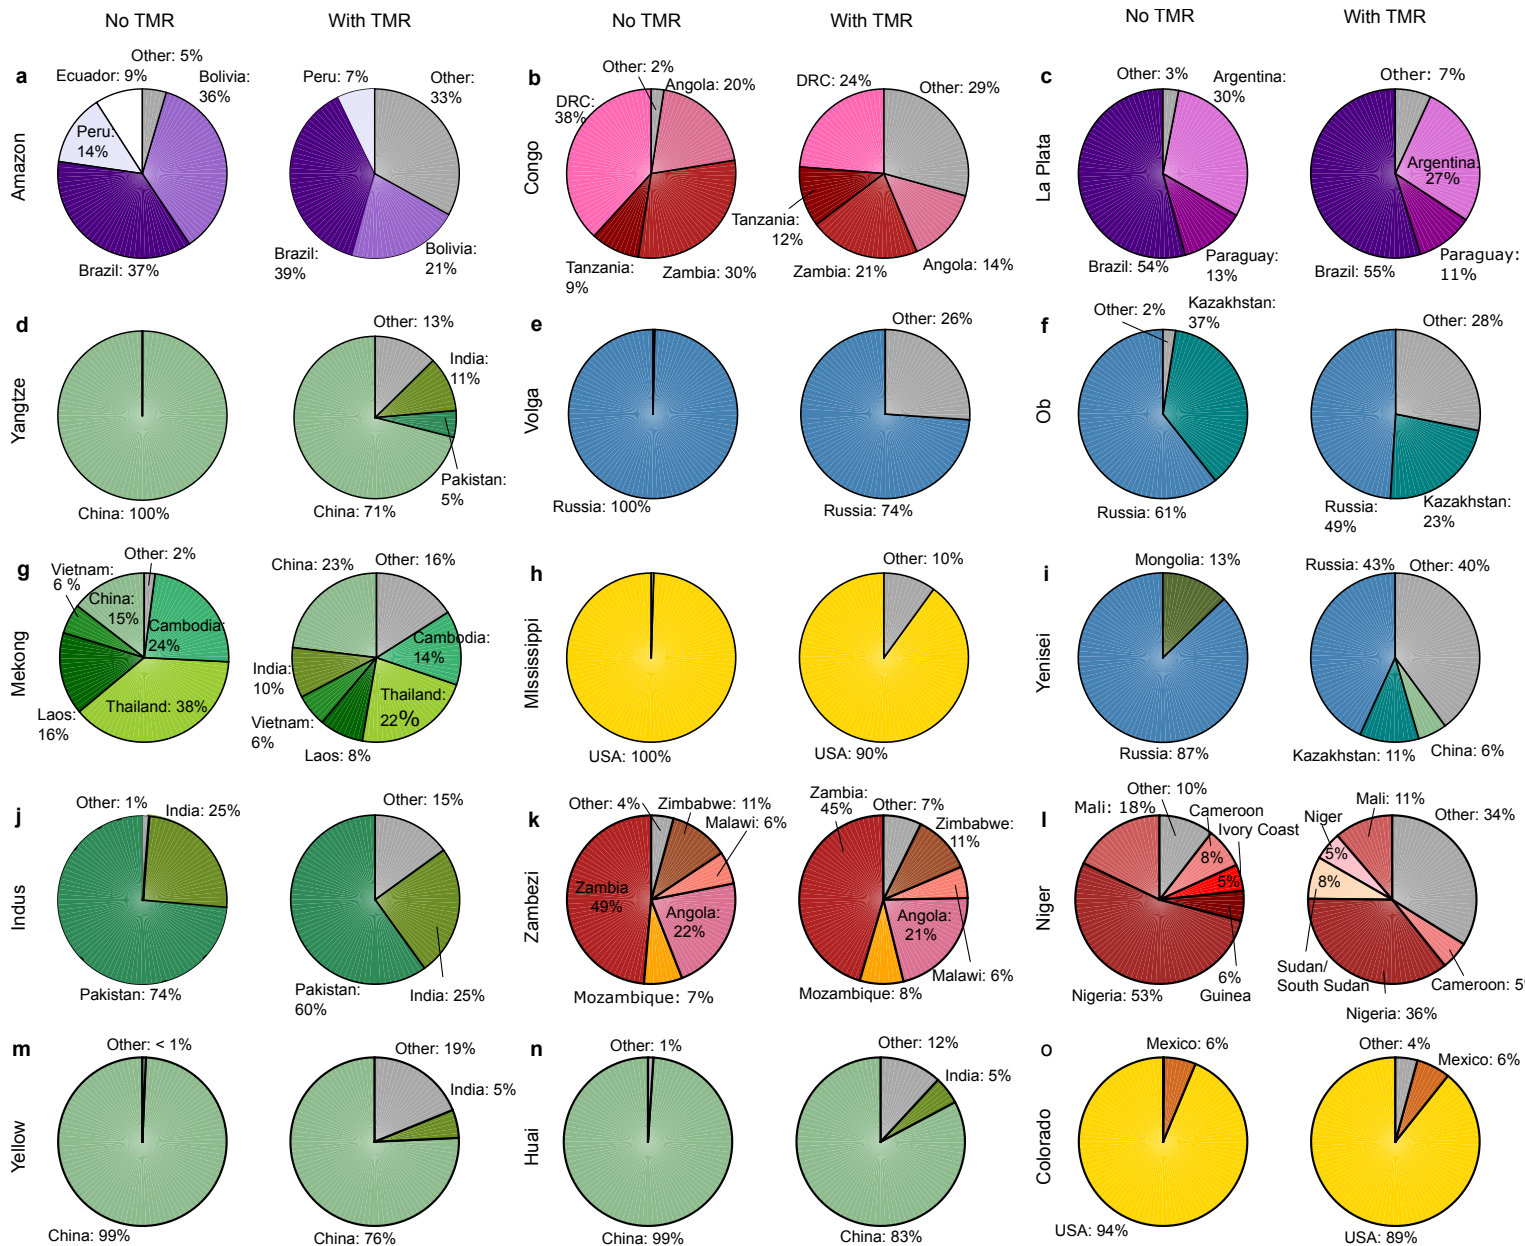 No TMR
With TMR
No TMR
With TMR
No TMR
With TMR
a
Amazon
Other: 5%
Ecuador: 9%
Bolivia:
36%
Peru:
14%
Brazil: 37%
Peru: 7%
Other:
33%
Brazil:
39%
Bolivia:
21%
b
Congo
Other: 2%
Angola: 20%
DRC:
38%
Tanzania:
9%
Zambia: 30%
DRC: 24%
Other: 29%
Tanzania:
12%
Zambia: 21%
Angola: 14%
c
La Plata
Other: 3%
Argentina:
30%
Brazil: 54%
Paraguay:
13%
Other: 7%
Argentina:
27%
Brazil: 55%
Paraguay:
11%
d
Yangtze
China: 100%
Other: 13%
India:
11%
Pakistan:
5%
China: 71%
e
Volga
Russia: 100%
Other: 26%
Russia: 74%
f
Ob
Other: 2%
Kazakhstan:
37%
Russia: 61%
Other: 28%
Russia:
49%
Kazakhstan:
23%
g
Mekong
Other: 2%
Vietnam:
6 %
China:
15%
Cambodia:
24%
Thailand: 38%
Laos:
16%
China: 23%
Other: 16%
Cambodia:
14%
India:
10%
Thailand:
22%
Vietnam:
6%
Laos: 8%
h
MIssissippi
USA: 100%
Other: 10%
USA: 90%
i
Yenisei
Mongolia: 13%
Russia: 87%
Russia: 43%
Other: 40%
Kazakhstan: 11%
China: 6%
j
Indus
Other: 1%
India: 25%
Pakistan: 74%
Other: 15%
Pakistan:
60%
India: 25%
k
Zambezi
Other: 4%
Zimbabwe: 11%
Malawi: 6%
Zambia
49%
Angola:
22%
Mozambique: 7%
Zambia:
45%
Other: 7%
Zimbabwe:
11%
Angola:
21%
Malawi: 6%
Mozambique: 8%
l
Niger
Other: 10%
Mali: 18%
Cameroon
8%
Ivory Coast
5%
6%
Guinea
Nigeria: 53%
Mali: 11%
Niger
5%
Other: 34%
8%
Sudan/
South Sudan
Cameroon: 5%
Nigeria: 36%
m
Yellow
Other: < 1%
China: 99%
Other: 19%
India: 5%
China: 76%
n
Huai
Other: 1%
China: 99%
Other: 12%
India: 5%
China: 83%
o
Colorado
Mexico: 6%
USA: 94%
Other: 4%
Mexico: 6%
USA: 89%